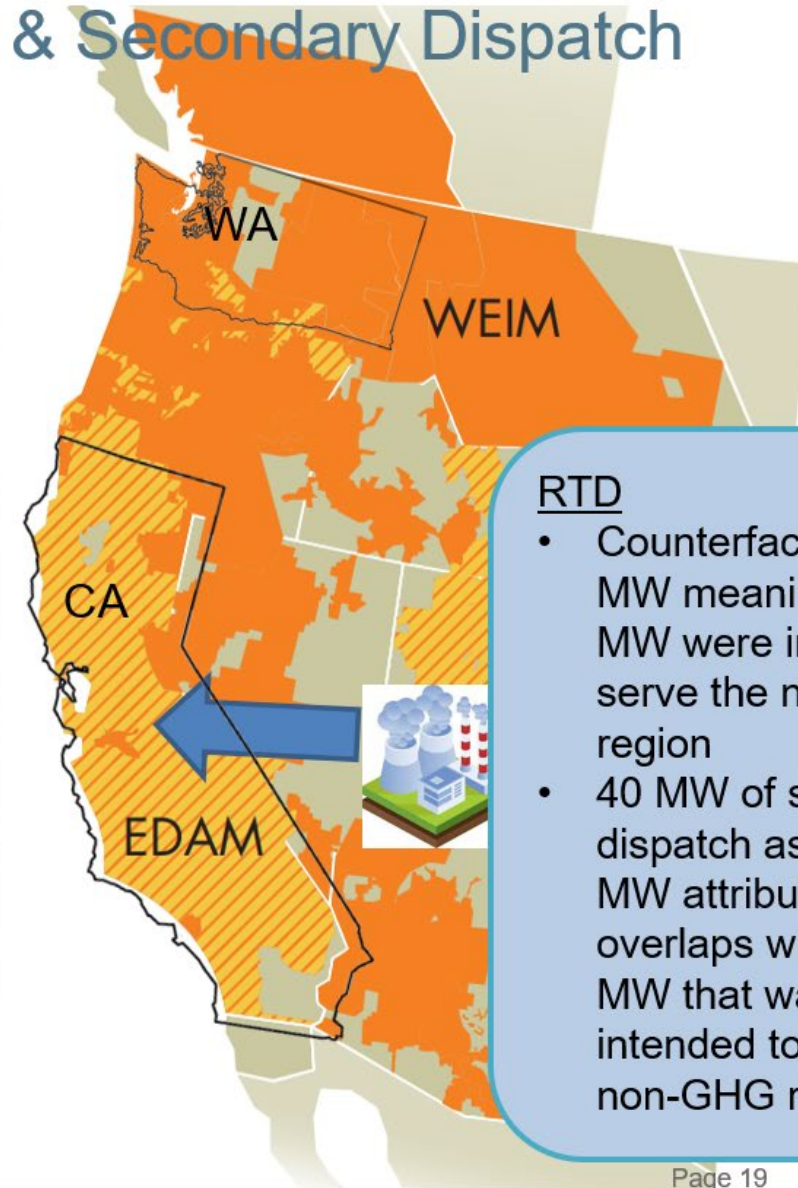 & Secondary Dispatch
WA
WEIM
CA
EDAM
RTD
• Counterfac
MW meani
MW were i
serve the n
region
• 40 MW of s
dispatch as
MW attribu
overlaps w
MW that wa
intended to
non-GHG r
Page 19